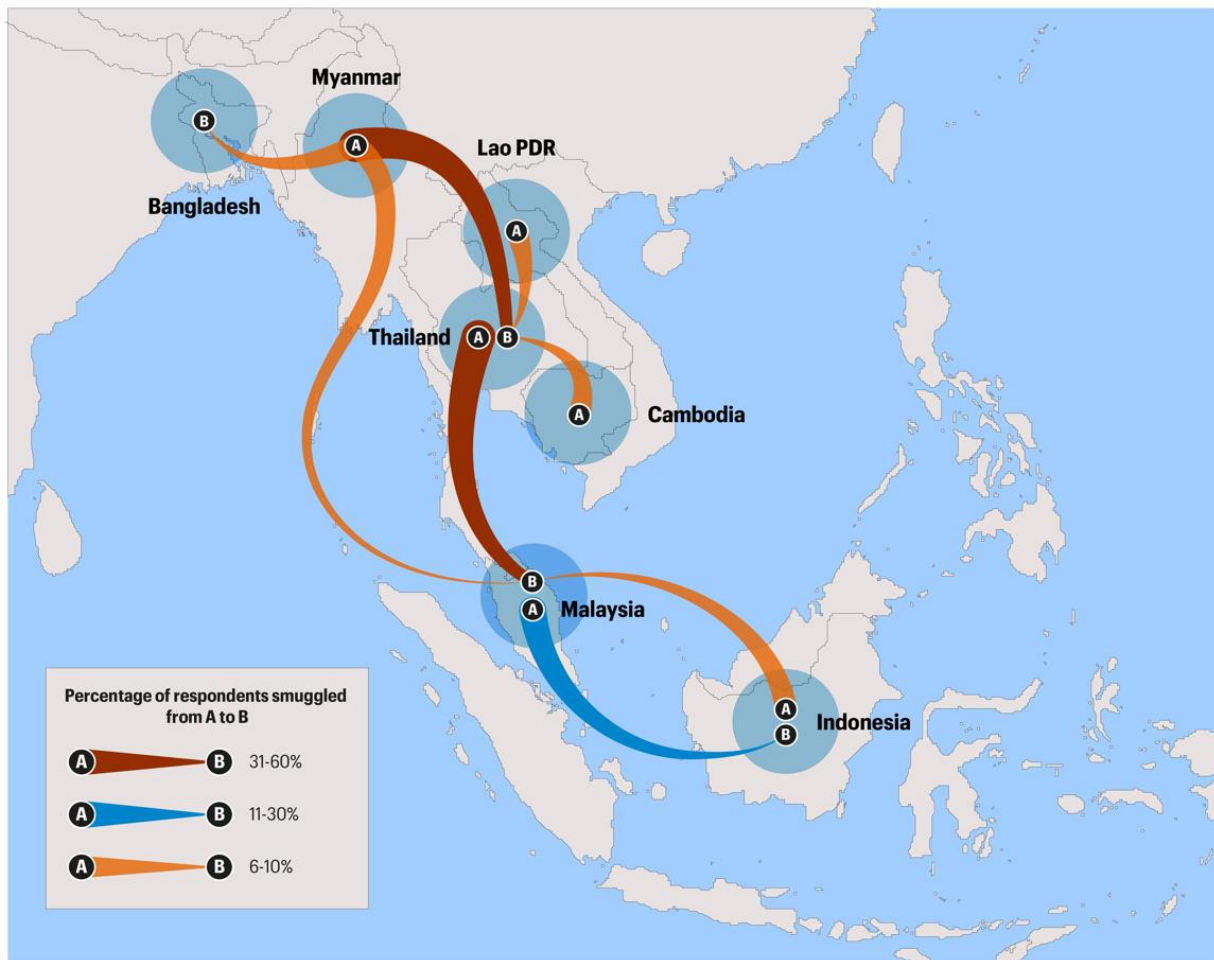 Myanmar
B
A
Lao PDR
Bangladesh
A
Thailand
A
B
A
Cambodia
B
A
Malaysia
A
B
Indonesia
Percentage of respondents smuggled
from A to B
A B 31-60%
A B 11-30%
A B 6-10%